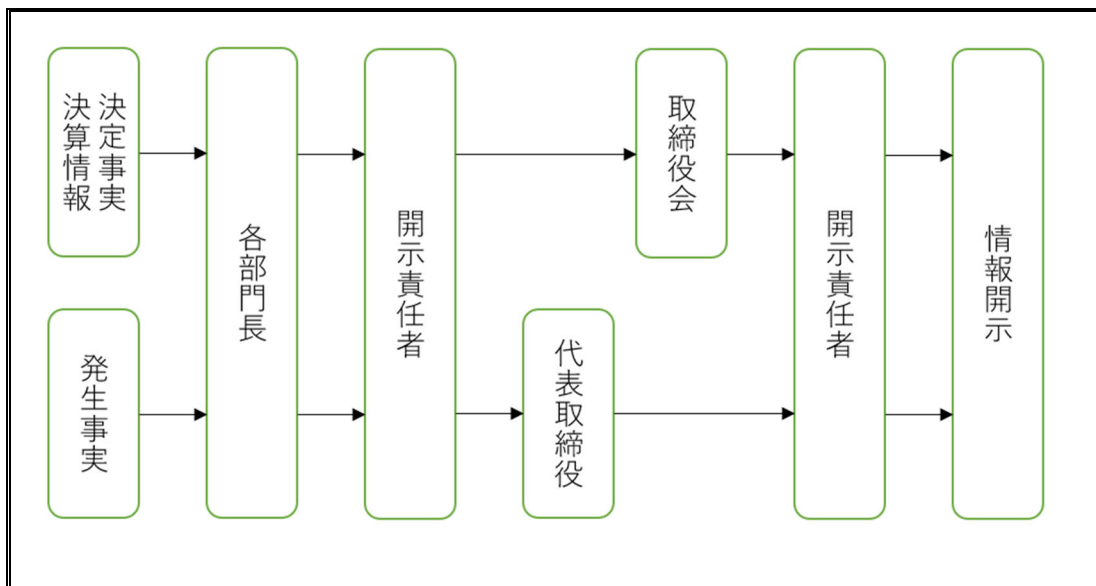 決定事実
決算情報
発生事実
各部門長
開示責任者
代表取締役
取締役会
開示責任者
情報開示